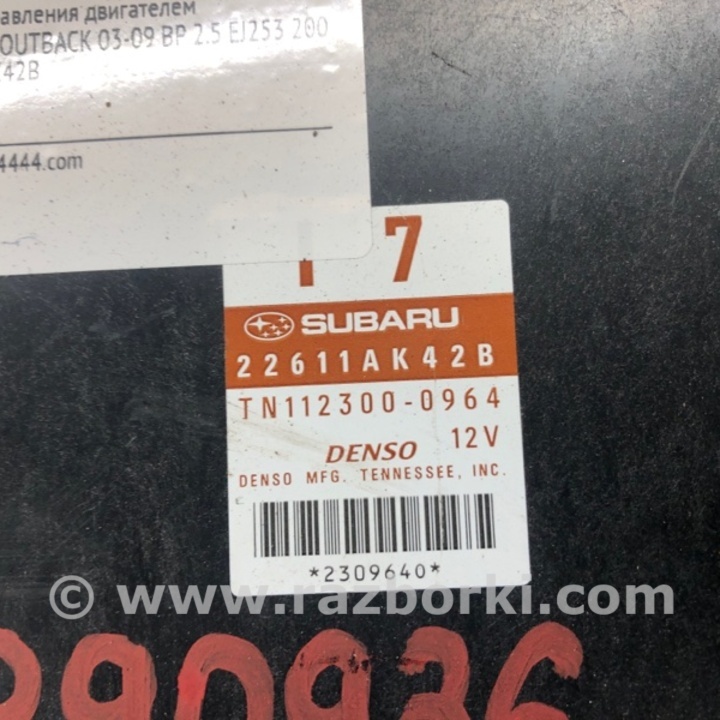 авления двигателем
OUTBACK 03-09 BP 2.5 EJ253 200
42B
4444.com
7
SUBARU
22611AK42B
TN112300-0964
DENSO 12V
DENSO MFG. TENNESSEE, INC.
*2309640*
© www.razborki.com
890936